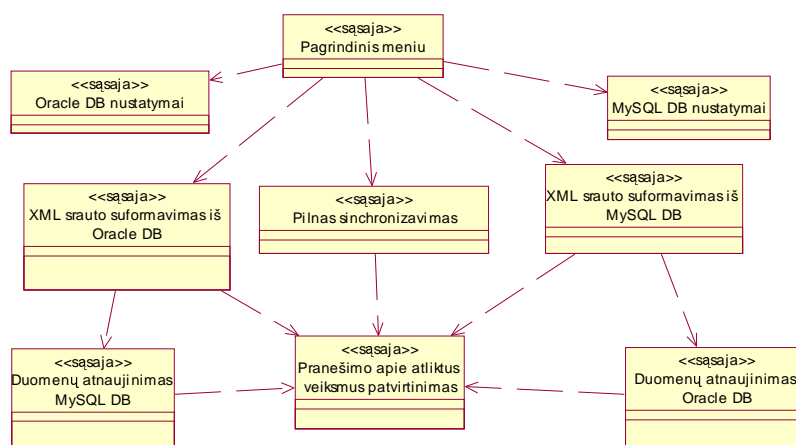 <<sąsaja>>
Pagrindinis meniu
<<sąsaja>>
Oracle DB nustatymai
<<sąsaja>>
MySQL DB nustatymai
<<sąsaja>>
XML srauto suformavimas iš
Oracle DB
<<sąsaja>>
Pilnas sinchronizavimas
<<sąsaja>>
XML srauto suformavimas iš
MySQL DB
<<sąsaja>>
Duomenų atnaujinimas
MySQL DB
<<sąsaja>>
Pranešimo apie atliktus
veiksmus patvirtinimas
<<sąsaja>>
Duomenų atnaujinimas
Oracle DB